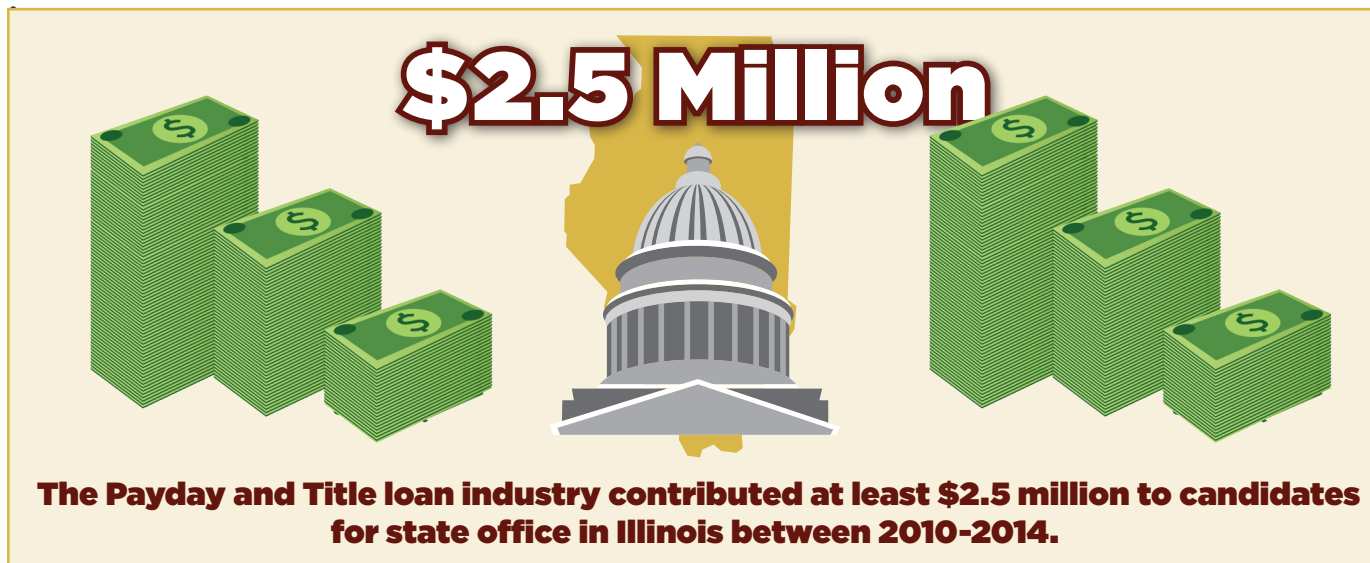 $2.5 Million
$
$
$
$
$
$
The Payday and Title loan industry contributed at least $2.5 million to candidates
for state office in Illinois between 2010-2014.